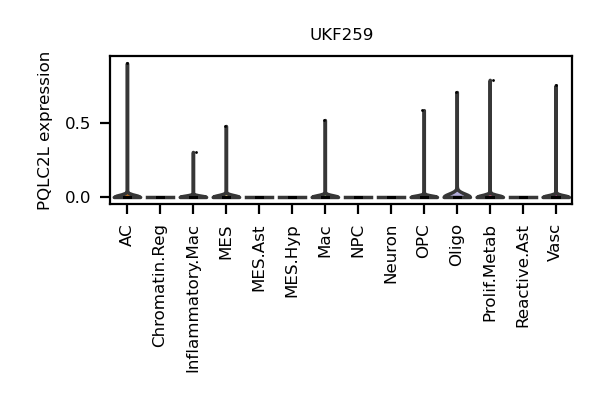 UKF259
PQLC2L expression
0.5
0.0
AC
Chromatin.Reg
Inflammatory.Mac
MES
MES.Ast
MES.Hyp
Mac
NPC
Neuron
OPC
Oligo
Prolif.Metab
Reactive.Ast
Vasc